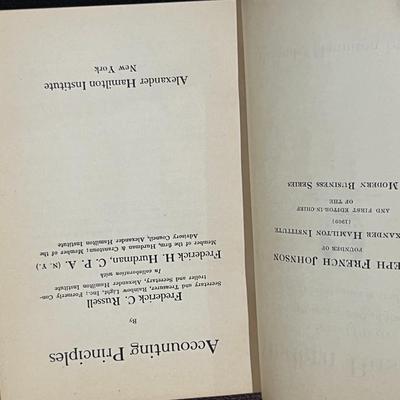 EPH FRENCH JOHNSON
FOUNDER OF
EXANDER HAMILTON INSTITUTE
(1909)
AND FIRST EDITOR-IN-CHIEF
OF THE
MODERN BUSINESS SERIES
Accounting Principles
By
Frederick C. Russell
Secretary and Treasurer, Rainbow Light, Inc.; Formerly Con-
troller and Secretary, Alexander Hamilton Institute
In collaboration with
Frederick H. Hurdman, C. P. A. (N. Y.)
Member of the firm, Hurdman & Cranstoun; Member of the
Advisory Council, Alexander Hamilton Institute
Alexander Hamilton Institute
New York